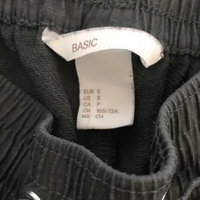 BASIC
EUR S
US S
CA P
CN 165/72A
MX CH